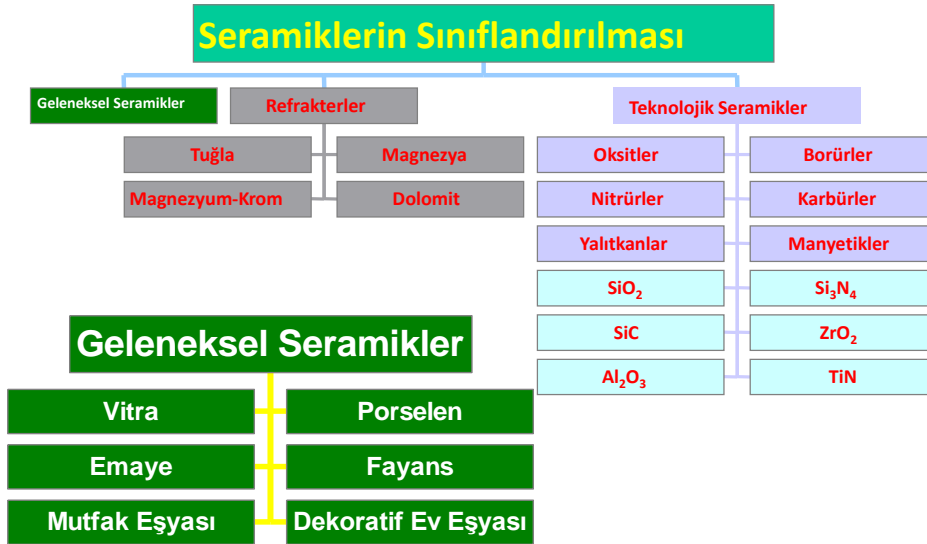 Seramiklerin Sınıflandırılması
Geleneksel Seramikler
Refrakterler
Teknolojik Seramikler
Tuğla
Magnezya
Magnezyum-Krom
Dolomit
Oksitler
Borürler
Nitrürler
Karbürler
Yalıtkanlar
Manyetikler
SiO₂
Si₃N₄
SiC
ZrO₂
Al₂O₃
TiN
Geleneksel Seramikler
Vitra
Porselen
Emaye
Fayans
Mutfak Eşyası
Dekoratif Ev Eşyası